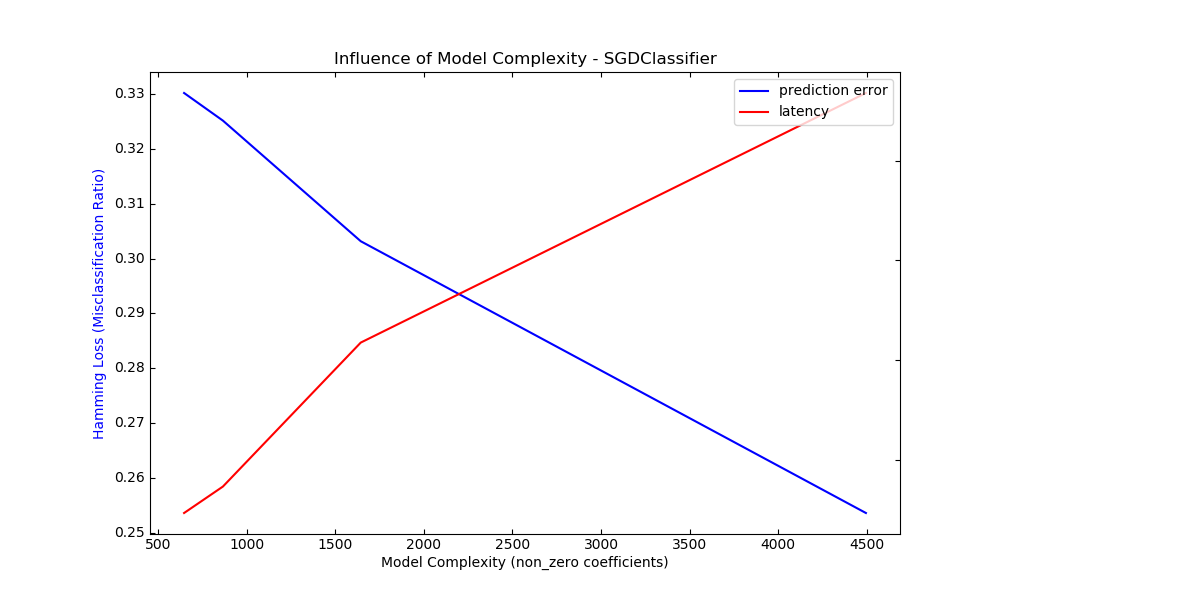 Influence of Model Complexity - SGDClassifier
prediction error
latency
0.33
0.32
0.31
0.30
0.29
0.28
0.27
0.26
0.25
Hamming Loss (Misclassification Ratio)
500 1000 1500 2000 2500 3000 3500 4000 4500
Model Complexity (non_zero coefficients)